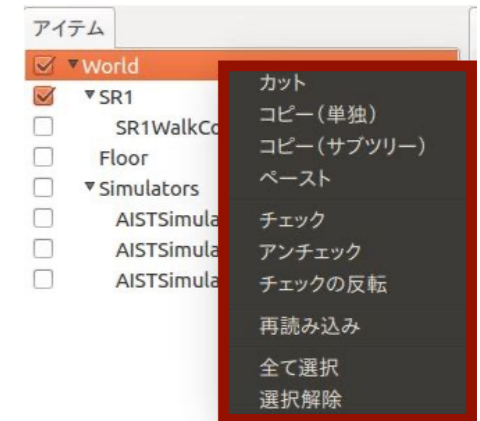 アイテム
World
SR1
SR1WalkCo
Floor
Simulators
AISTSimula
AISTSimula
AISTSimula
カット
コピー(単独)
コピー(サブツリー)
ペースト
チェック
アンチェック
チェックの反転
再読み込み
全て選択
選択解除